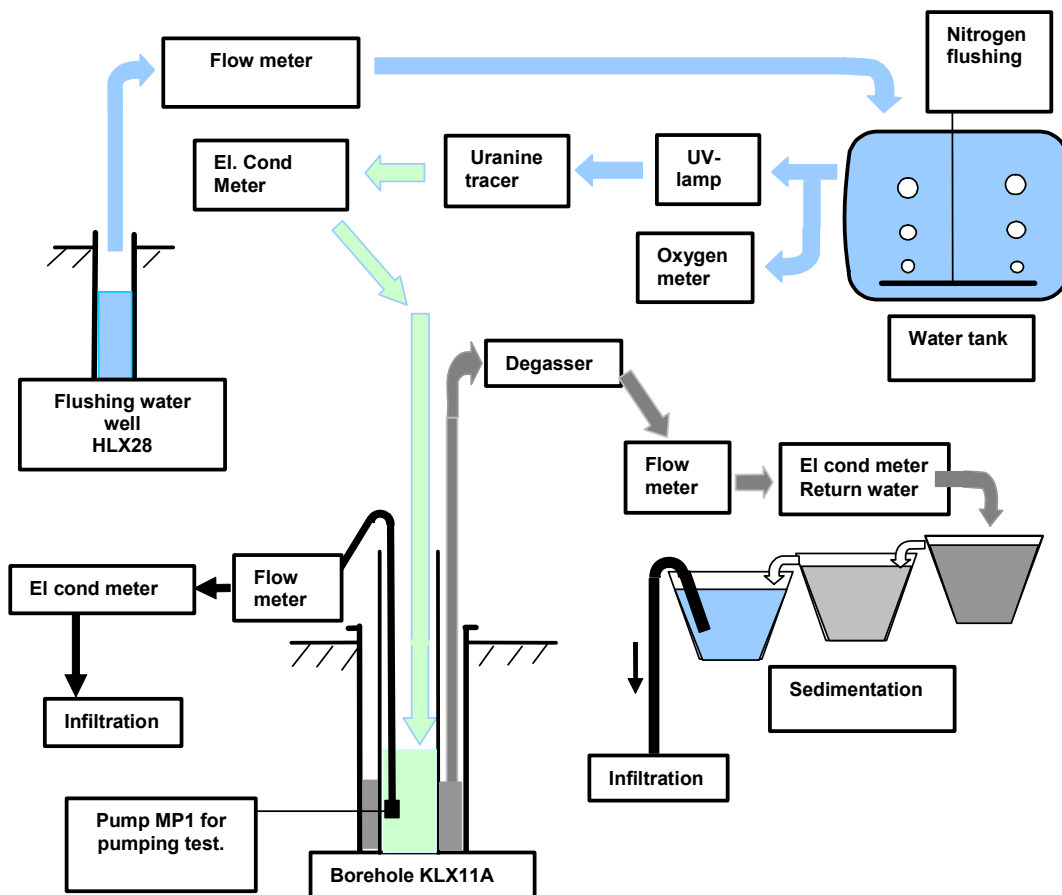 Nitrogen
flushing
Flow meter
El. Cond
Meter
Uranine
tracer
UV-
lamp
Oxygen
meter
Water tank
Degasser
Flushing water
well
HLX28
Flow
meter
El cond meter
Return water
El cond meter
Flow
meter
Sedimentation
Infiltration
Infiltration
Pump MP1 for
pumping test.
Borehole KLX11A